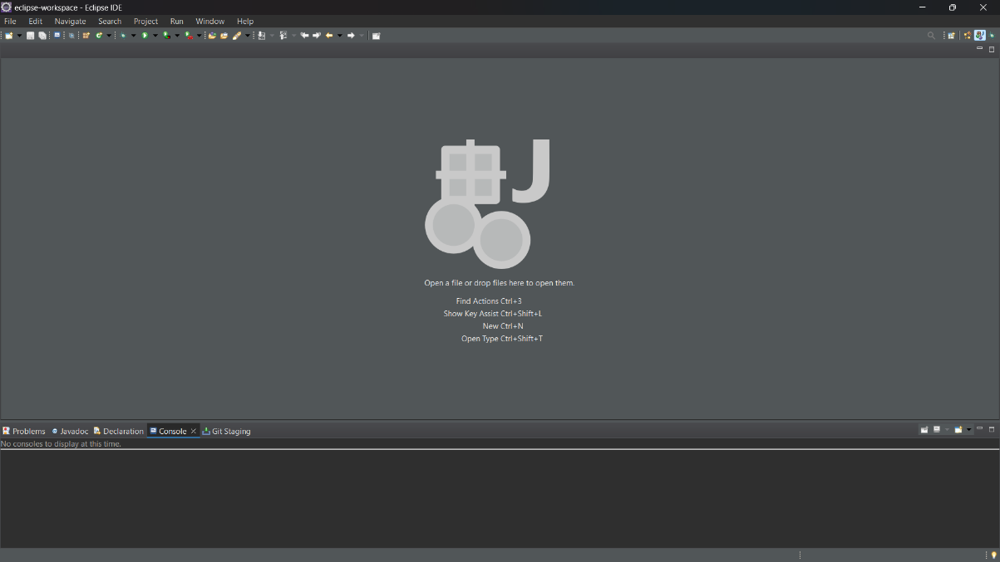 eclipse-workspace - Eclipse IDE
File Edit Navigate Search Project Run Window Help
Open a file or drop files here to open them.
Find Actions Ctrl+3
Show Key Assist Ctrl+Shift+L
New Ctrl+N
Open Type Ctrl+Shift+T
Problems Javadoc Declaration Console Git Staging
No consoles to display at this time.